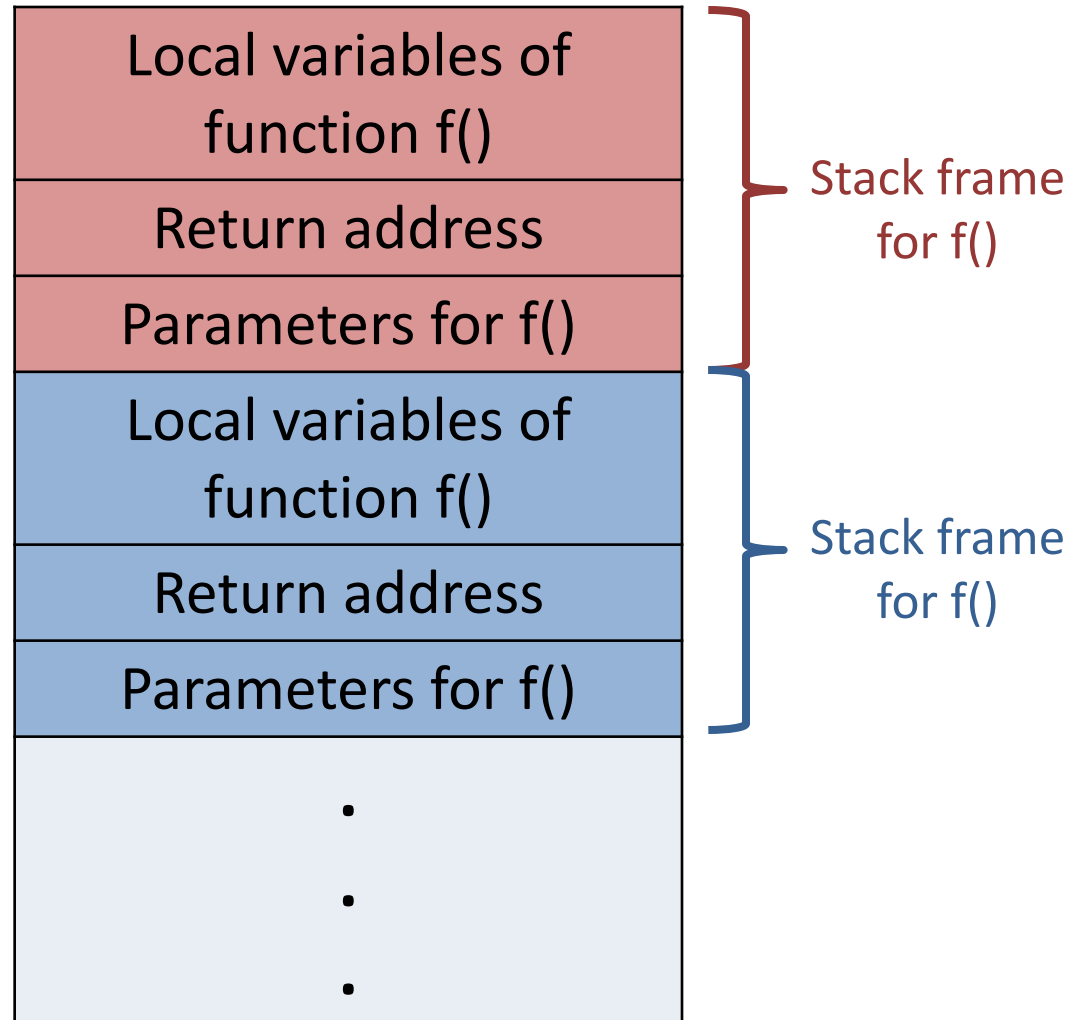 Local variables of
function f()
Return address
Parameters for f()
Stack frame
for f()
Local variables of
function f()
Return address
Parameters for f()
Stack frame
for f()
.
.
.